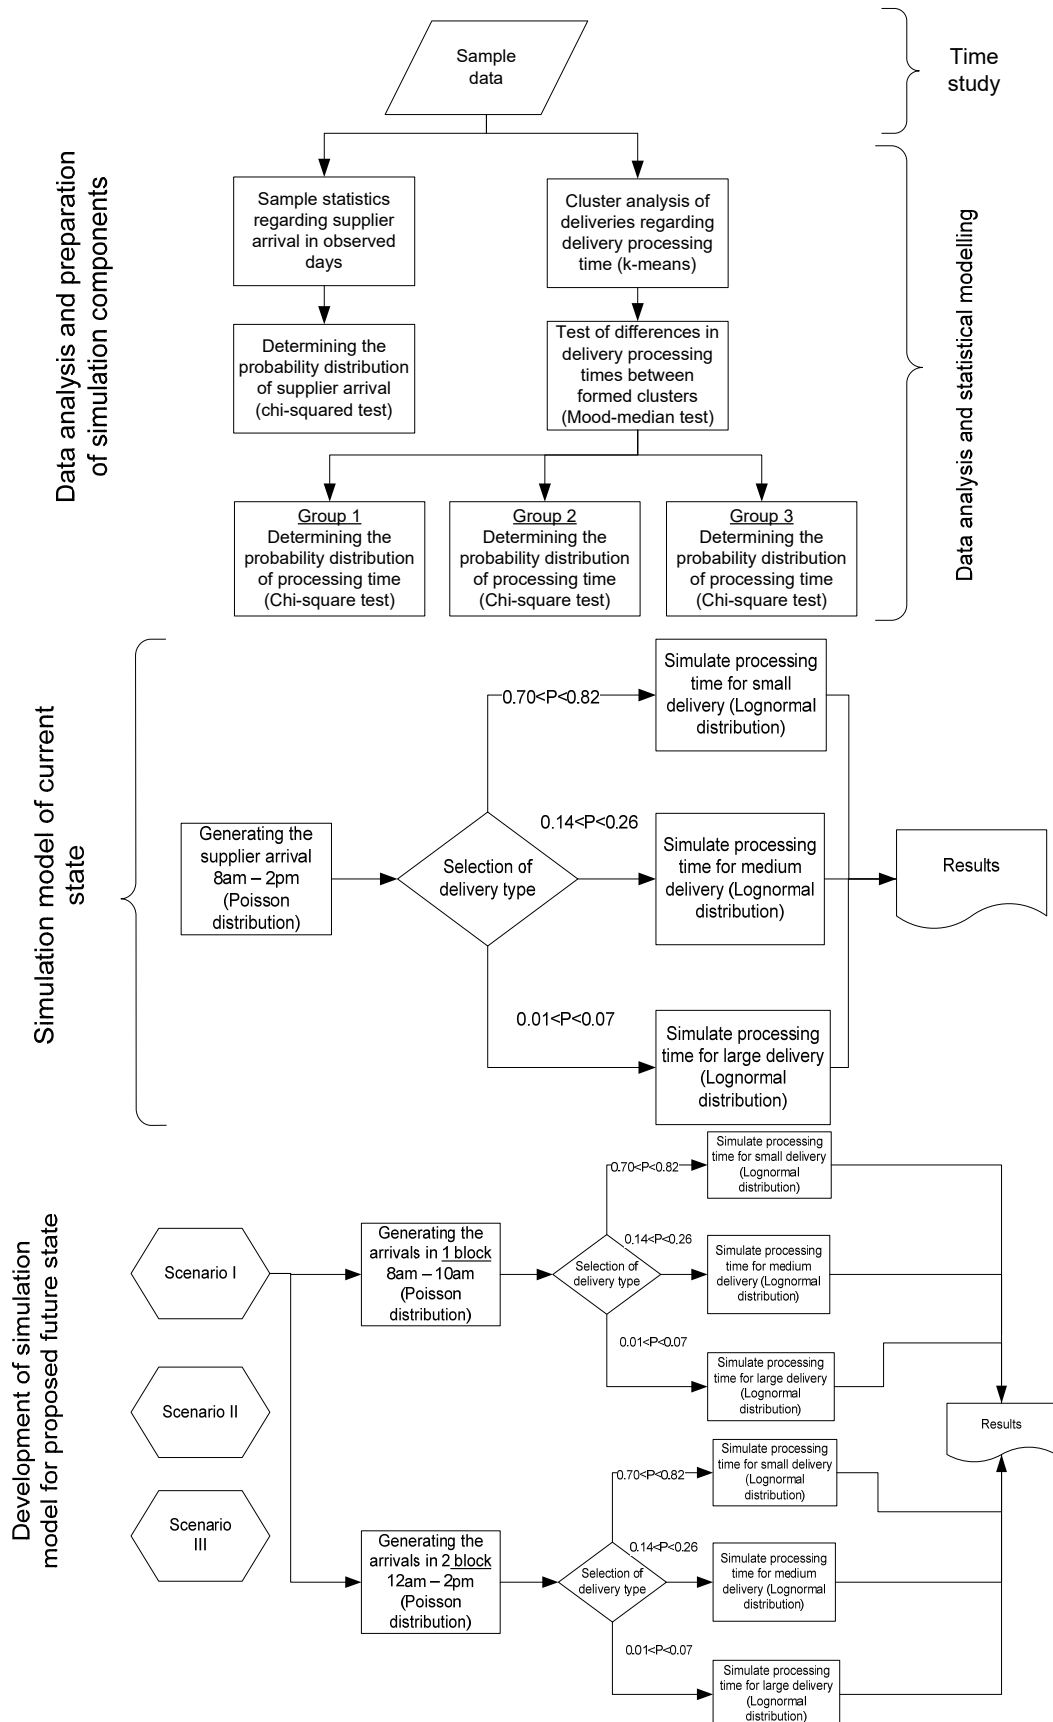 Sample
data
Time
study
Data analysis and preparation
of simulation components
Sample statistics
regarding supplier
arrival in observed
days
Cluster analysis of
deliveries regarding
delivery processing
time (k-means)
Determining the
probability distribution
of supplier arrival
(chi-squared test)
Test of differences in
delivery processing
times between
formed clusters
(Mood-median test)
Data analysis and statistical modelling
Group 1
Determining the
probability distribution
of processing time
(Chi-square test)
Group 2
Determining the
probability distribution
of processing time
(Chi-square test)
Group 3
Determining the
probability distribution
of processing time
(Chi-square test)
Simulation model of current
state
Generating the
supplier arrival
8am – 2pm
(Poisson
distribution)
Selection of
delivery type
0.70<P<0.82
Simulate processing
time for small
delivery (Lognormal
distribution)
0.14<P<0.26
Simulate processing
time for medium
delivery (Lognormal
distribution)
0.01<P<0.07
Simulate processing
time for large delivery
(Lognormal
distribution)
Results
Development of simulation
model for proposed future state
Scenario I
Scenario II
Scenario
III
Generating the
arrivals in 1 block
8am – 10am
(Poisson
distribution)
Selection of
delivery type
0.70<P<0.82
Simulate processing
time for small delivery
(Lognormal
distribution)
0.14<P<0.26
Simulate processing
time for medium
delivery (Lognormal
distribution)
0.01<P<0.07
Simulate processing
time for large delivery
(Lognormal
distribution)
Results
Generating the
arrivals in 2 block
12am – 2pm
(Poisson
distribution)
Selection of
delivery type
0.70<P<0.82
Simulate processing
time for small delivery
(Lognormal
distribution)
0.14<P<0.26
Simulate processing
time for medium
delivery (Lognormal
distribution)
0.01<P<0.07
Simulate processing
time for large delivery
(Lognormal
distribution)